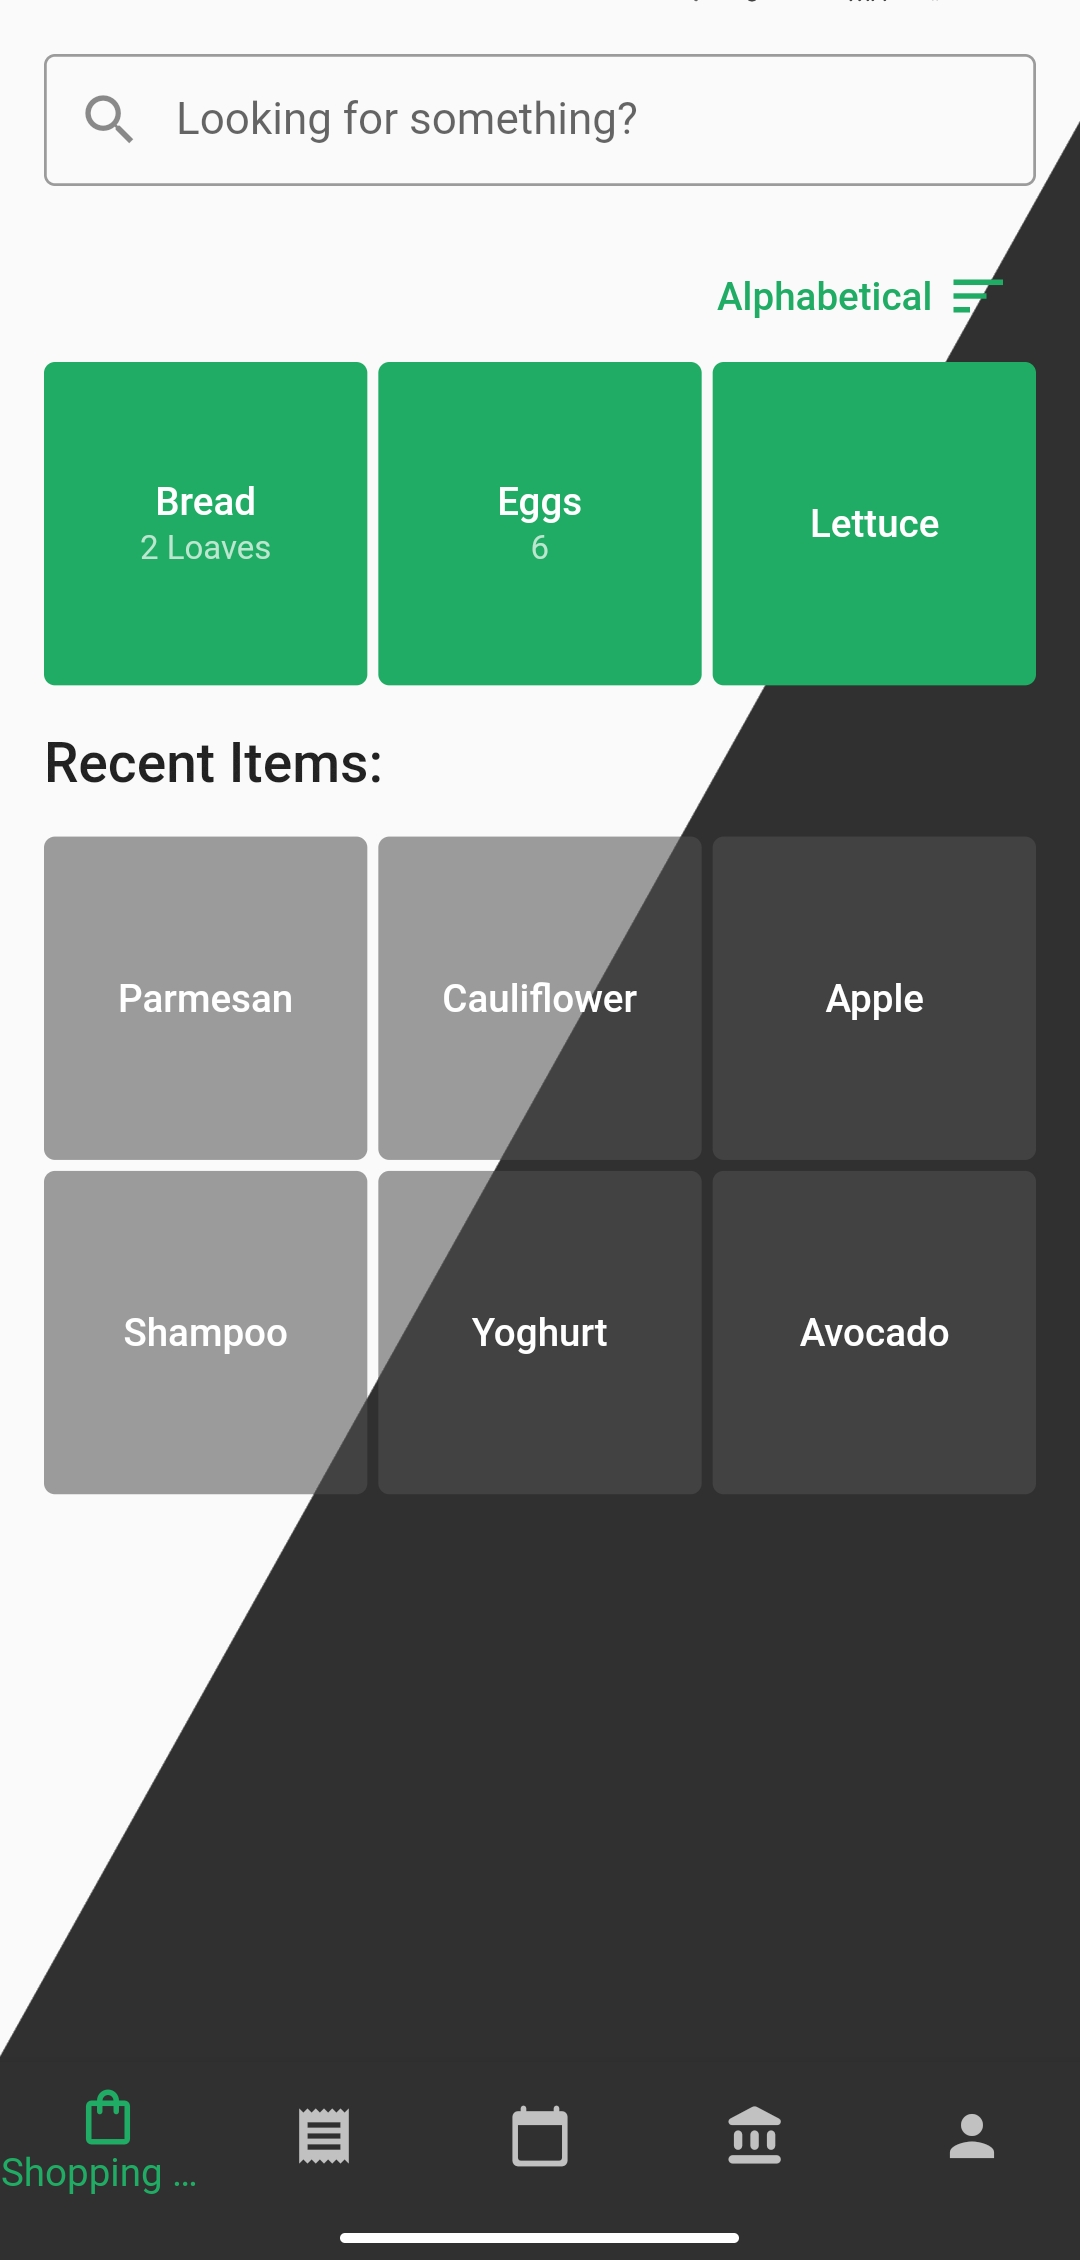 Looking for something?
Alphabetical
Bread
2 Loaves
Eggs
6
Lettuce
Recent Items:
Parmesan
Cauliflower
Apple
Shampoo
Yoghurt
Avocado
Shopping ...